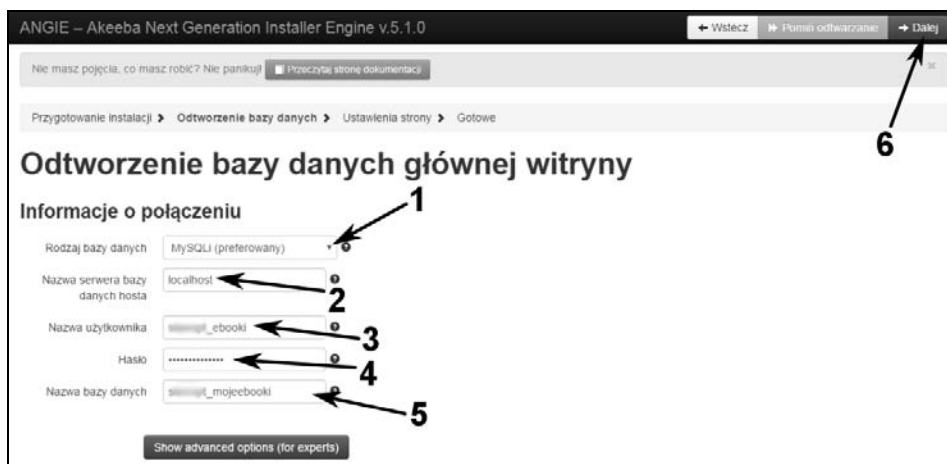 ANGIE – Akeeba Next Generation Installer Engine v.5.1.0
Wstecz
Pomiń odtwarzanie
Dalej
Nie masz pojęcia, co masz robić? Nie panikuj!
Przeczytaj stronę dokumentacji
6
Przygotowanie instalacji
Odtworzenie bazy danych
Ustawienia strony
Gotowe
Odtworzenie bazy danych głównej witryny
1
Informacje o połączeniu
Rodzaj bazy danych
MySQLi (preferowany)
Nazwa serwera bazy danych hosta
localhost
2
Nazwa użytkownika
_ebooki
3
Hasło
4
Nazwa bazy danych
_mojeebooki
5
Show advanced options (for experts)